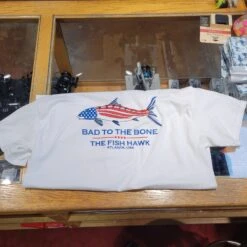 BAD TO THE BONE
THE FISH HAWK
ATLANTA, USA